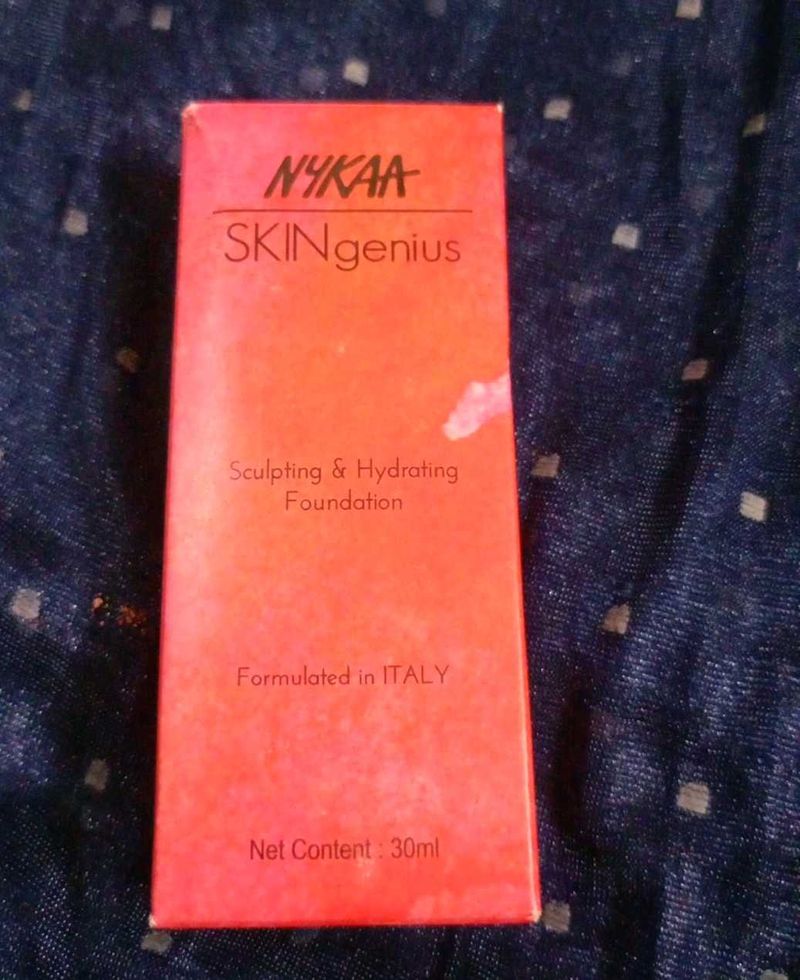 NYKAA
SKINgenius
Sculpting & Hydrating
Foundation
Formulated in ITALY
Net Content : 30ml